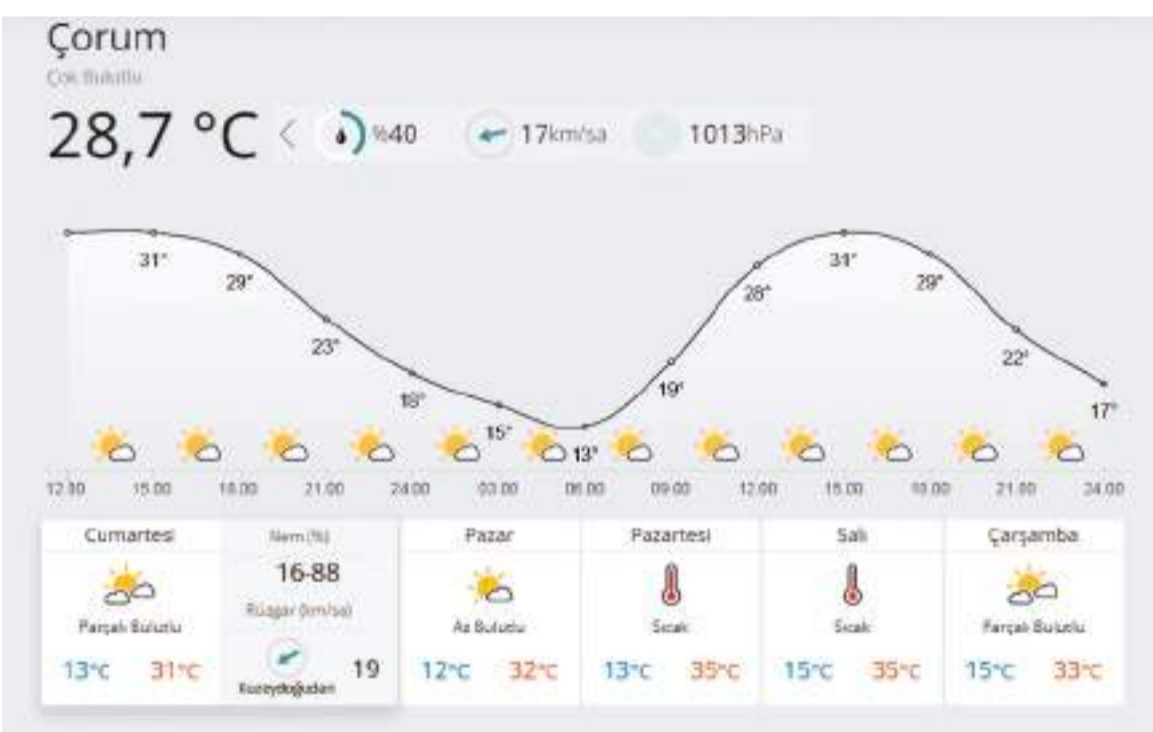 Çorum
Çok Bulutlu
28,7 °C
%40
17km/sa
1013hPa
31°
29°
23°
18°
15°
13°
19°
28°
31°
29°
22°
17°
12.00 15.00 18.00 21.00 24.00 03.00 06.00 09.00 12.00 15.00 18.00 21.00 24.00
Cumartesi
Parçalı Bulutlu
13°C 31°C
Nem (%)
16-88
Rüzgar (km/sa)
19
Kuzeydoğudan
Pazar
Az Bulutlu
12°C 32°C
Pazartesi
Sıcak
13°C 35°C
Salı
Sıcak
15°C 35°C
Çarşamba
Parçalı Bulutlu
15°C 33°C